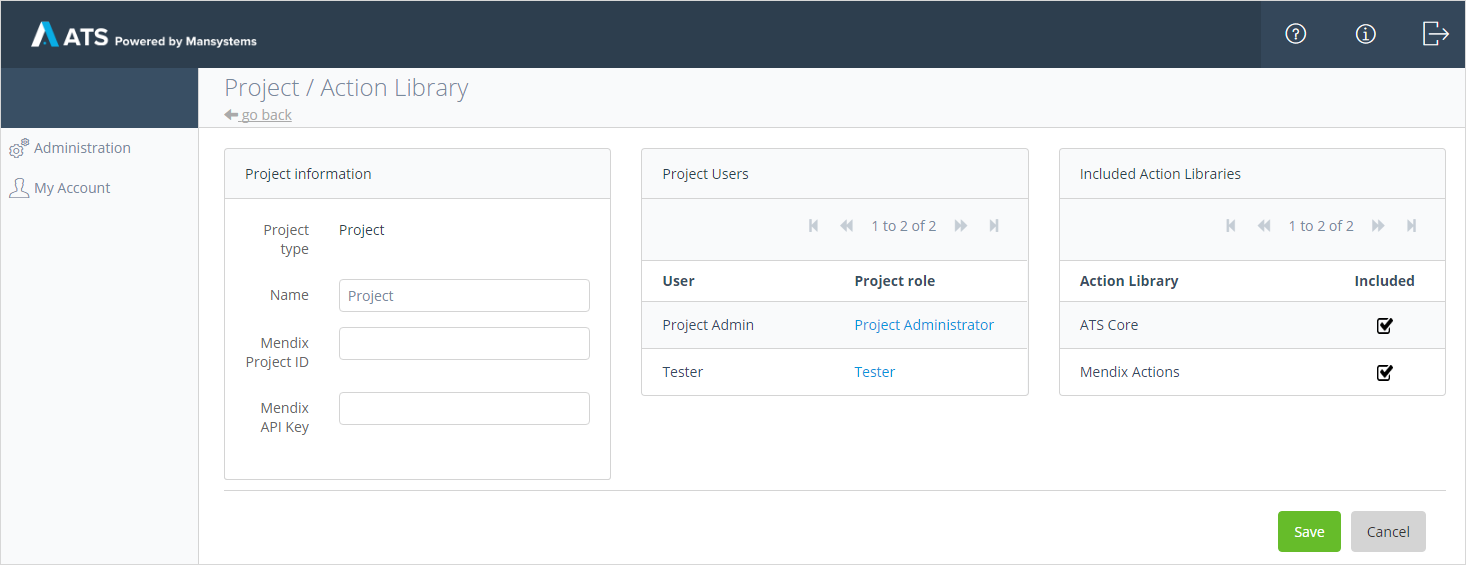 ATS Powered by Mansystems
Project / Action Library
go back
Administration
My Account
Project information
Project
type
Project
Name
Project
Mendix
Project ID
Mendix
API Key
Project Users
1 to 2 of 2
User Project role
Project Admin Project Administrator
Tester Tester
Included Action Libraries
1 to 2 of 2
Action Library Included
ATS Core
Mendix Actions
Save Cancel